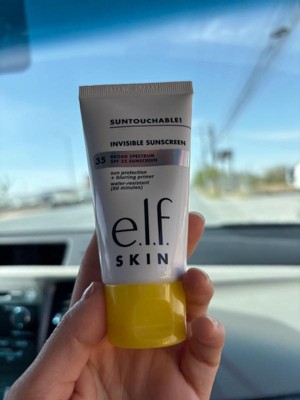 SUNTOUCHABLE!
INVISIBLE SUNSCREEN
35 BROAD SPECTRUM
SPF 35 SUNSCREEN
sun protection
+ blurring primer
water-resistant
(80 minutes)
e.l.f.
SKIN